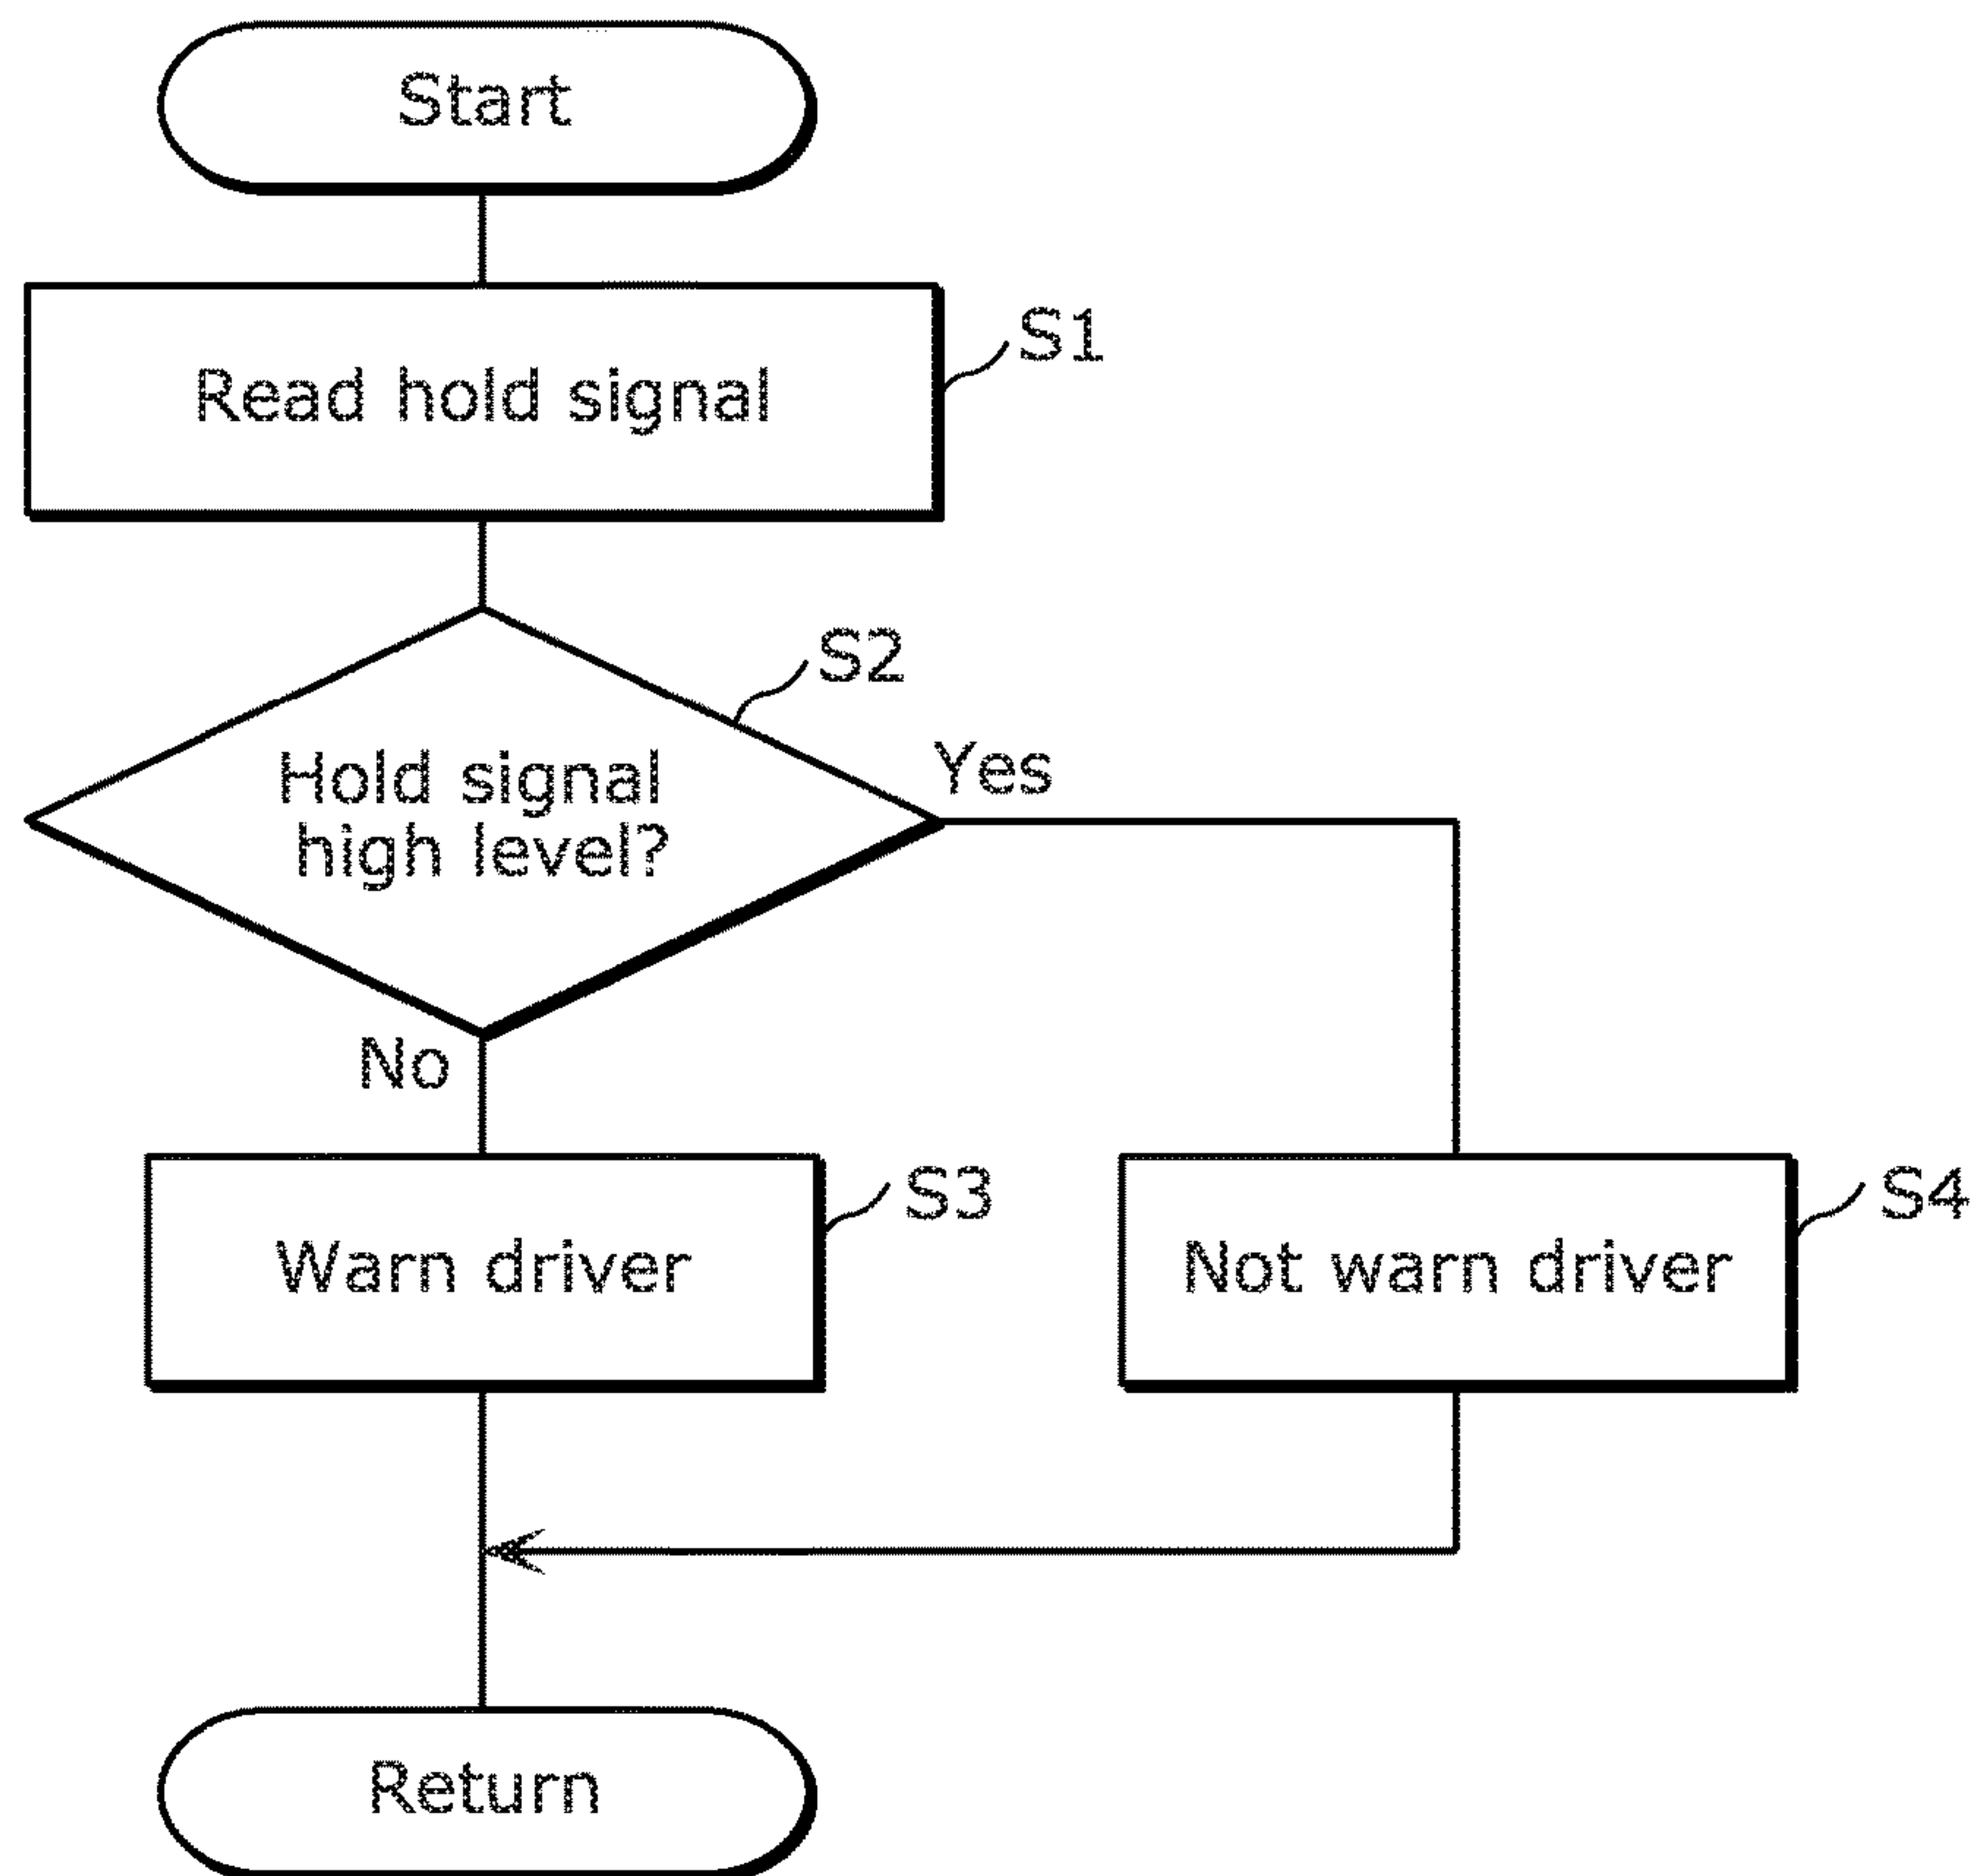 Start
Read hold signal
S1
S2
Hold signal
high level?
Yes
No
Warn driver
S3
Not warn driver
S4
Return